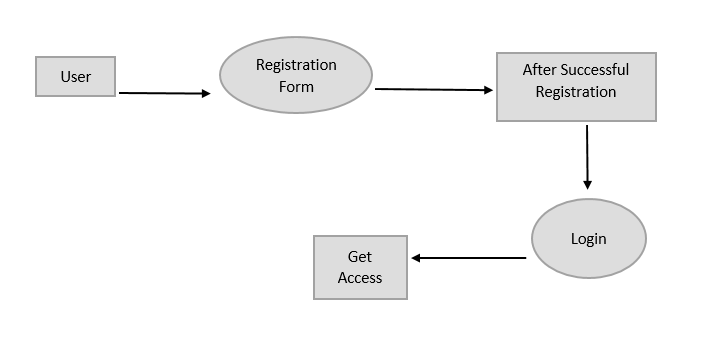 User
Registration
Form
After Successful
Registration
Login
Get
Access